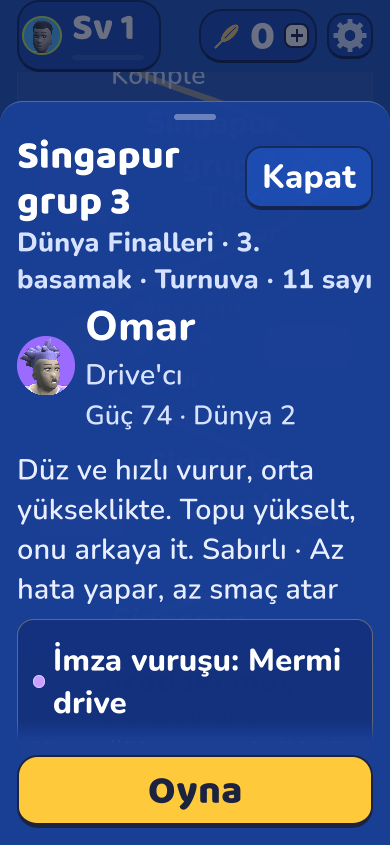 Sv 1
0
Komple
Singapur
grup 3
Kapat
Dünya Finalleri · 3.
basamak · Turnuva · 11 sayı
Omar
Drive'cı
Güç 74 · Dünya 2
Düz ve hızlı vurur, orta
yükseklikte. Topu yükselt,
onu arkaya it. Sabırlı · Az
hata yapar, az smaç atar
İmza vuruşu: Mermi
drive
Oyna